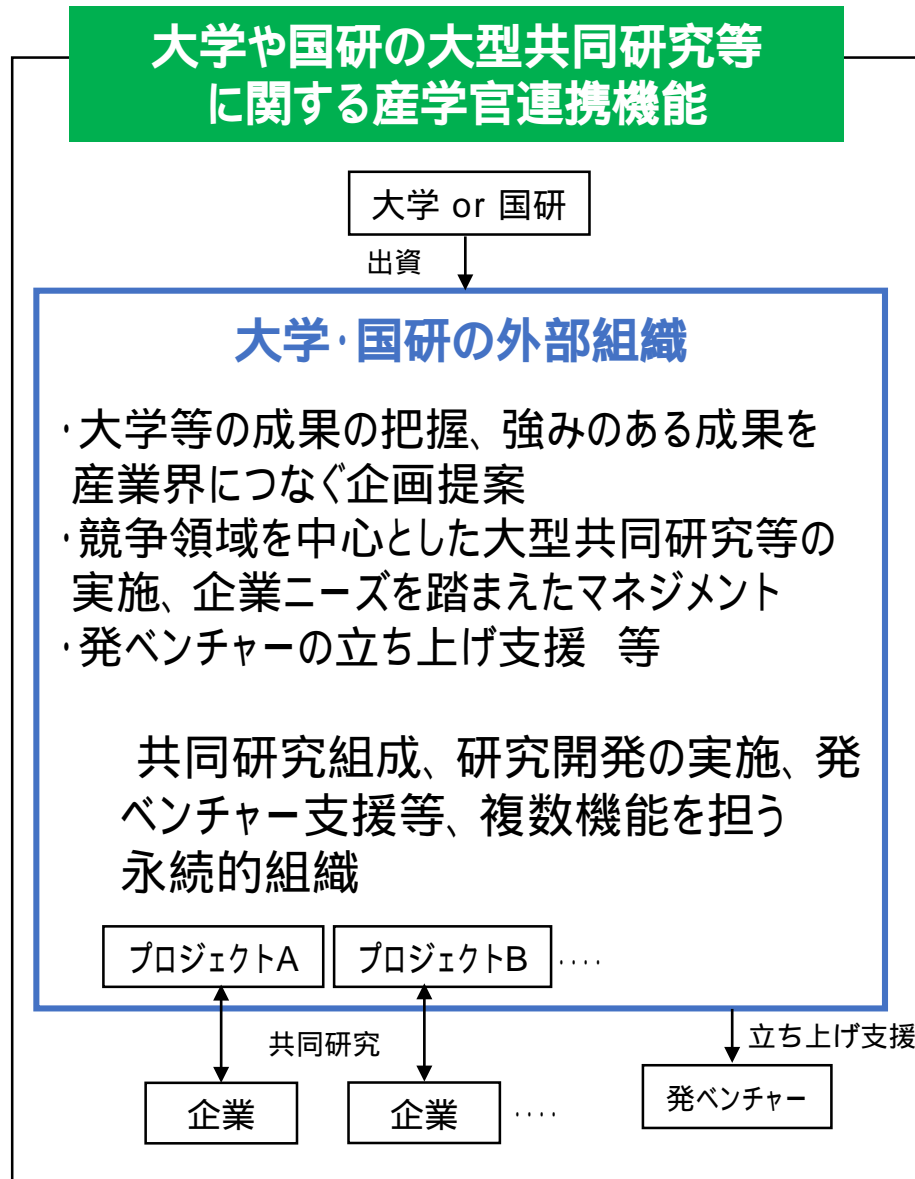 大学や国研の大型共同研究等
に関する産学官連携機能
大学 or 国研
出資
大学・国研の外部組織
・大学等の成果の把握、強みのある成果を
産業界につなぐ企画提案
・競争領域を中心とした大型共同研究等の
実施、企業ニーズを踏まえたマネジメント
・発ベンチャーの立ち上げ支援 等
共同研究組成、研究開発の実施、発
ベンチャー支援等、複数機能を担う
永続的組織
プロジェクトA
プロジェクトB
····
共同研究
立ち上げ支援
企業
企業
····
発ベンチャー